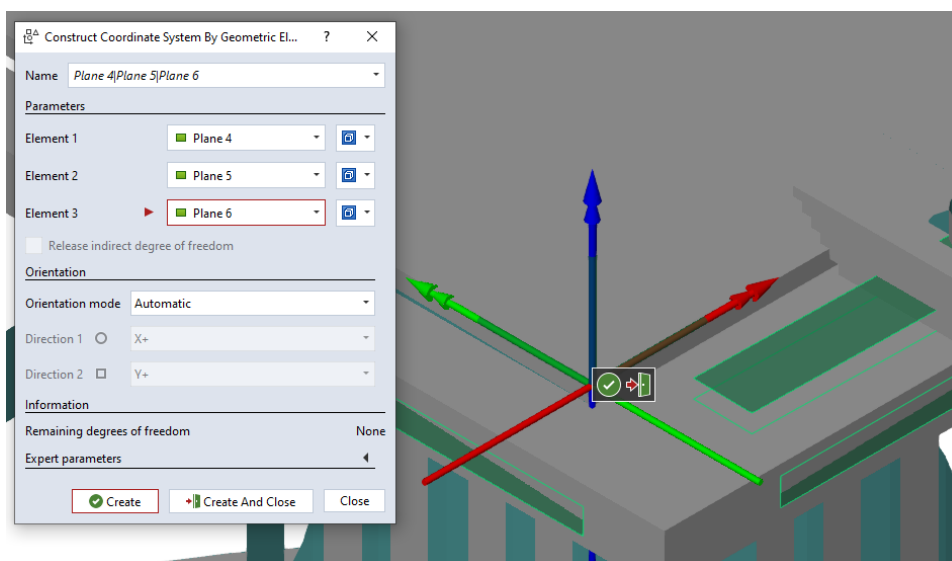 Construct Coordinate System By Geometric El... ?
Name Plane 4|Plane 5|Plane 6
Parameters
Element 1 Plane 4
Element 2 Plane 5
Element 3 Plane 6
Release indirect degree of freedom
Orientation
Orientation mode Automatic
Direction 1 X+
Direction 2 Y+
Information
Remaining degrees of freedom None
Expert parameters
Create Create And Close Close